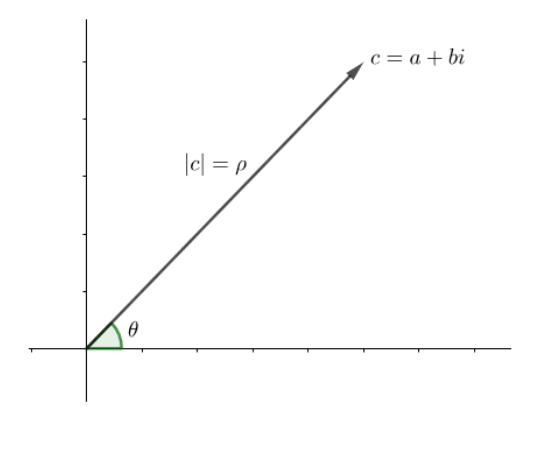 c = a + bi
|c| = ρ
θ